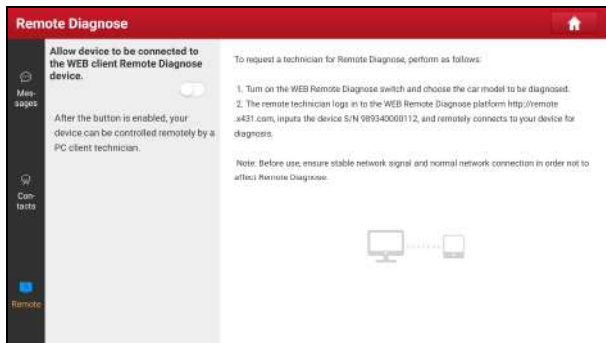 Remote Diagnose
Mes-
sages
Con-
tacts
Remote
Allow device to be connected to
the WEB client Remote Diagnose
device.
After the button is enabled, your
device can be controlled remotely by a
PC client technician.
To request a technician for Remote Diagnose, perform as follows:
1. Turn on the WEB Remote Diagnose switch and choose the car model to be diagnosed.
2. The remote technician logs in to the WEB Remote Diagnose platform http://remote
.x431.com, inputs the device S/N 989340000112, and remotely connects to your device for
diagnosis.
Note: Before use, ensure stable network signal and normal network connection in order not to
affect Remote Diagnose.